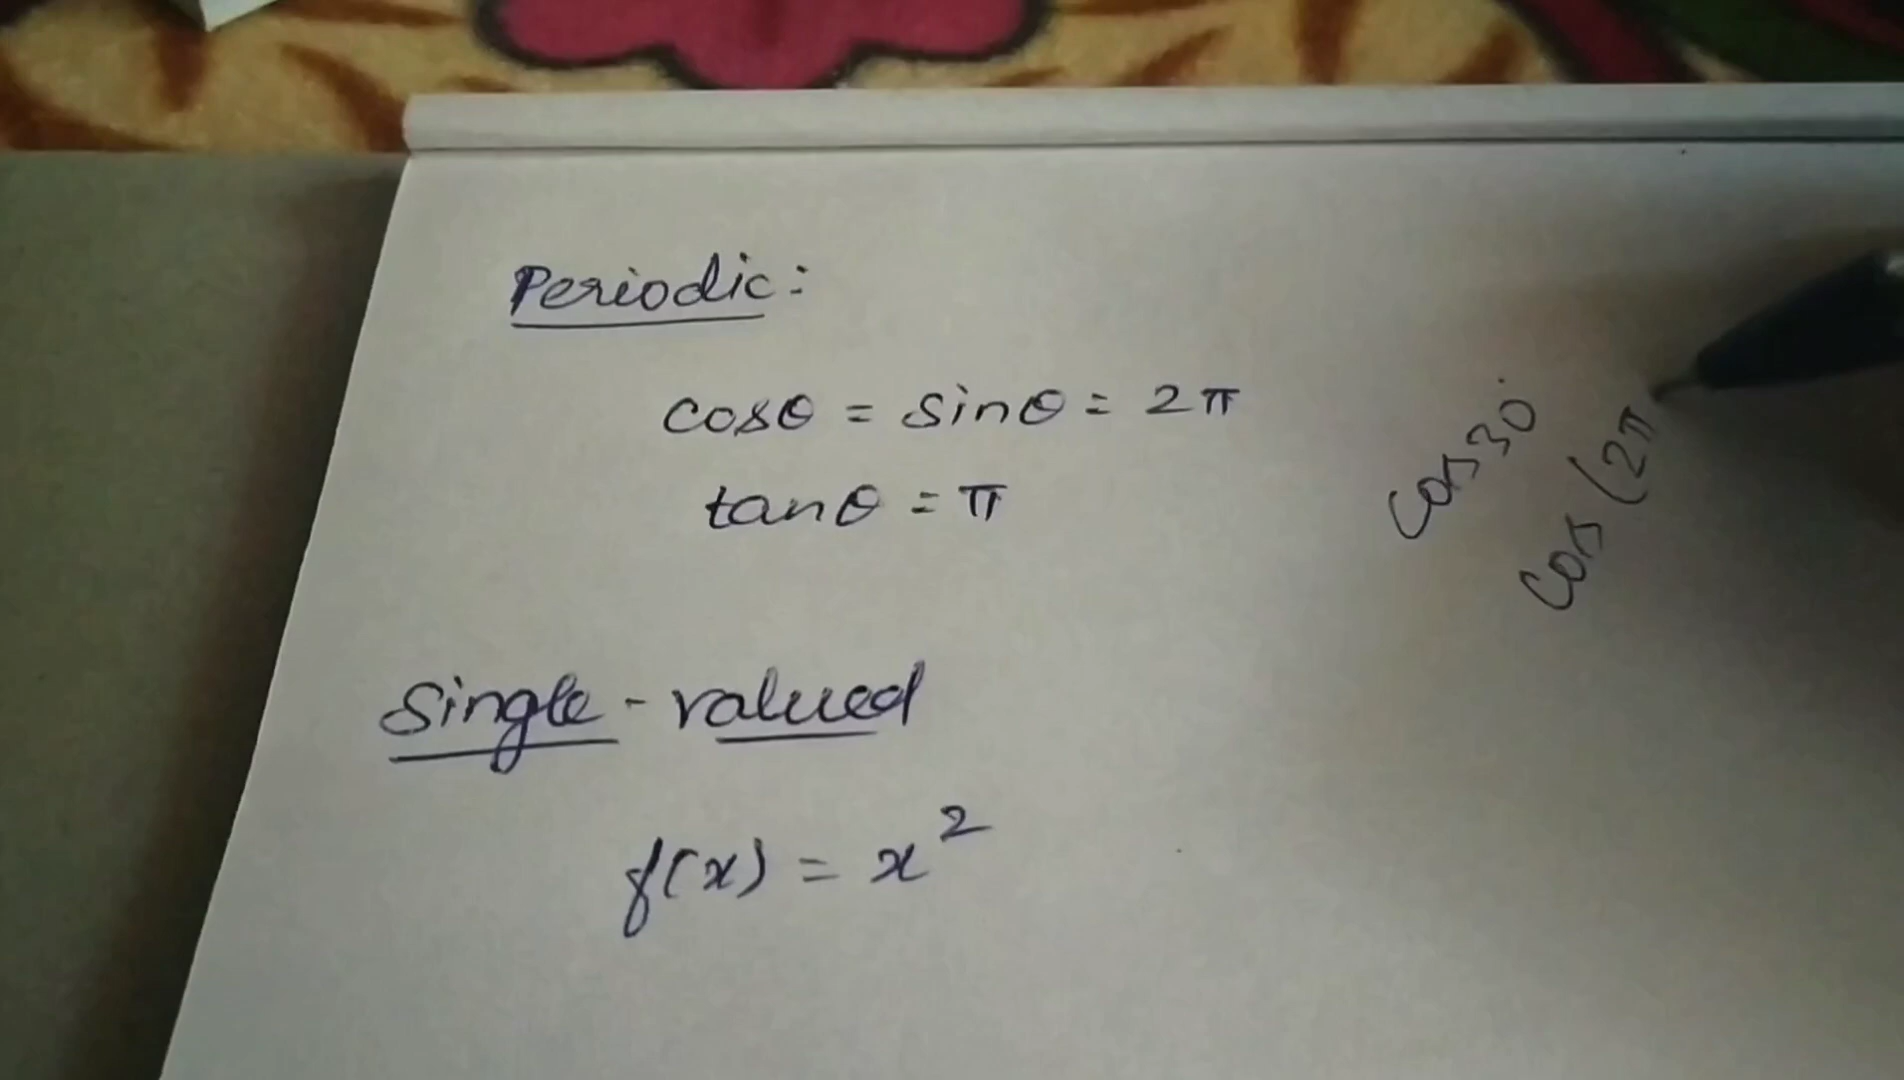 Periodic:
cosθ = sinθ = 2π
tanθ = π
cos30°
cos(2π
Single-valued
f(x) = x²